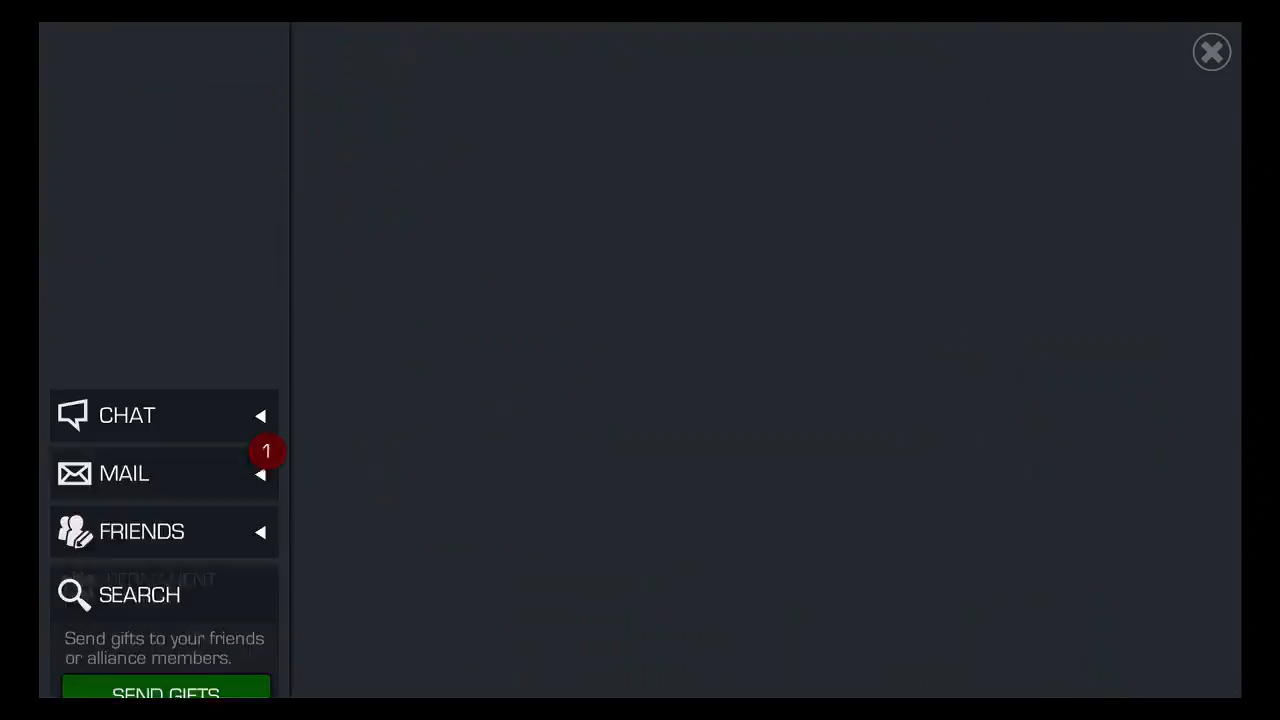 CHAT
1
MAIL
FRIENDS
SEARCH
Send gifts to your friends
or alliance members.
SEND GIFTS